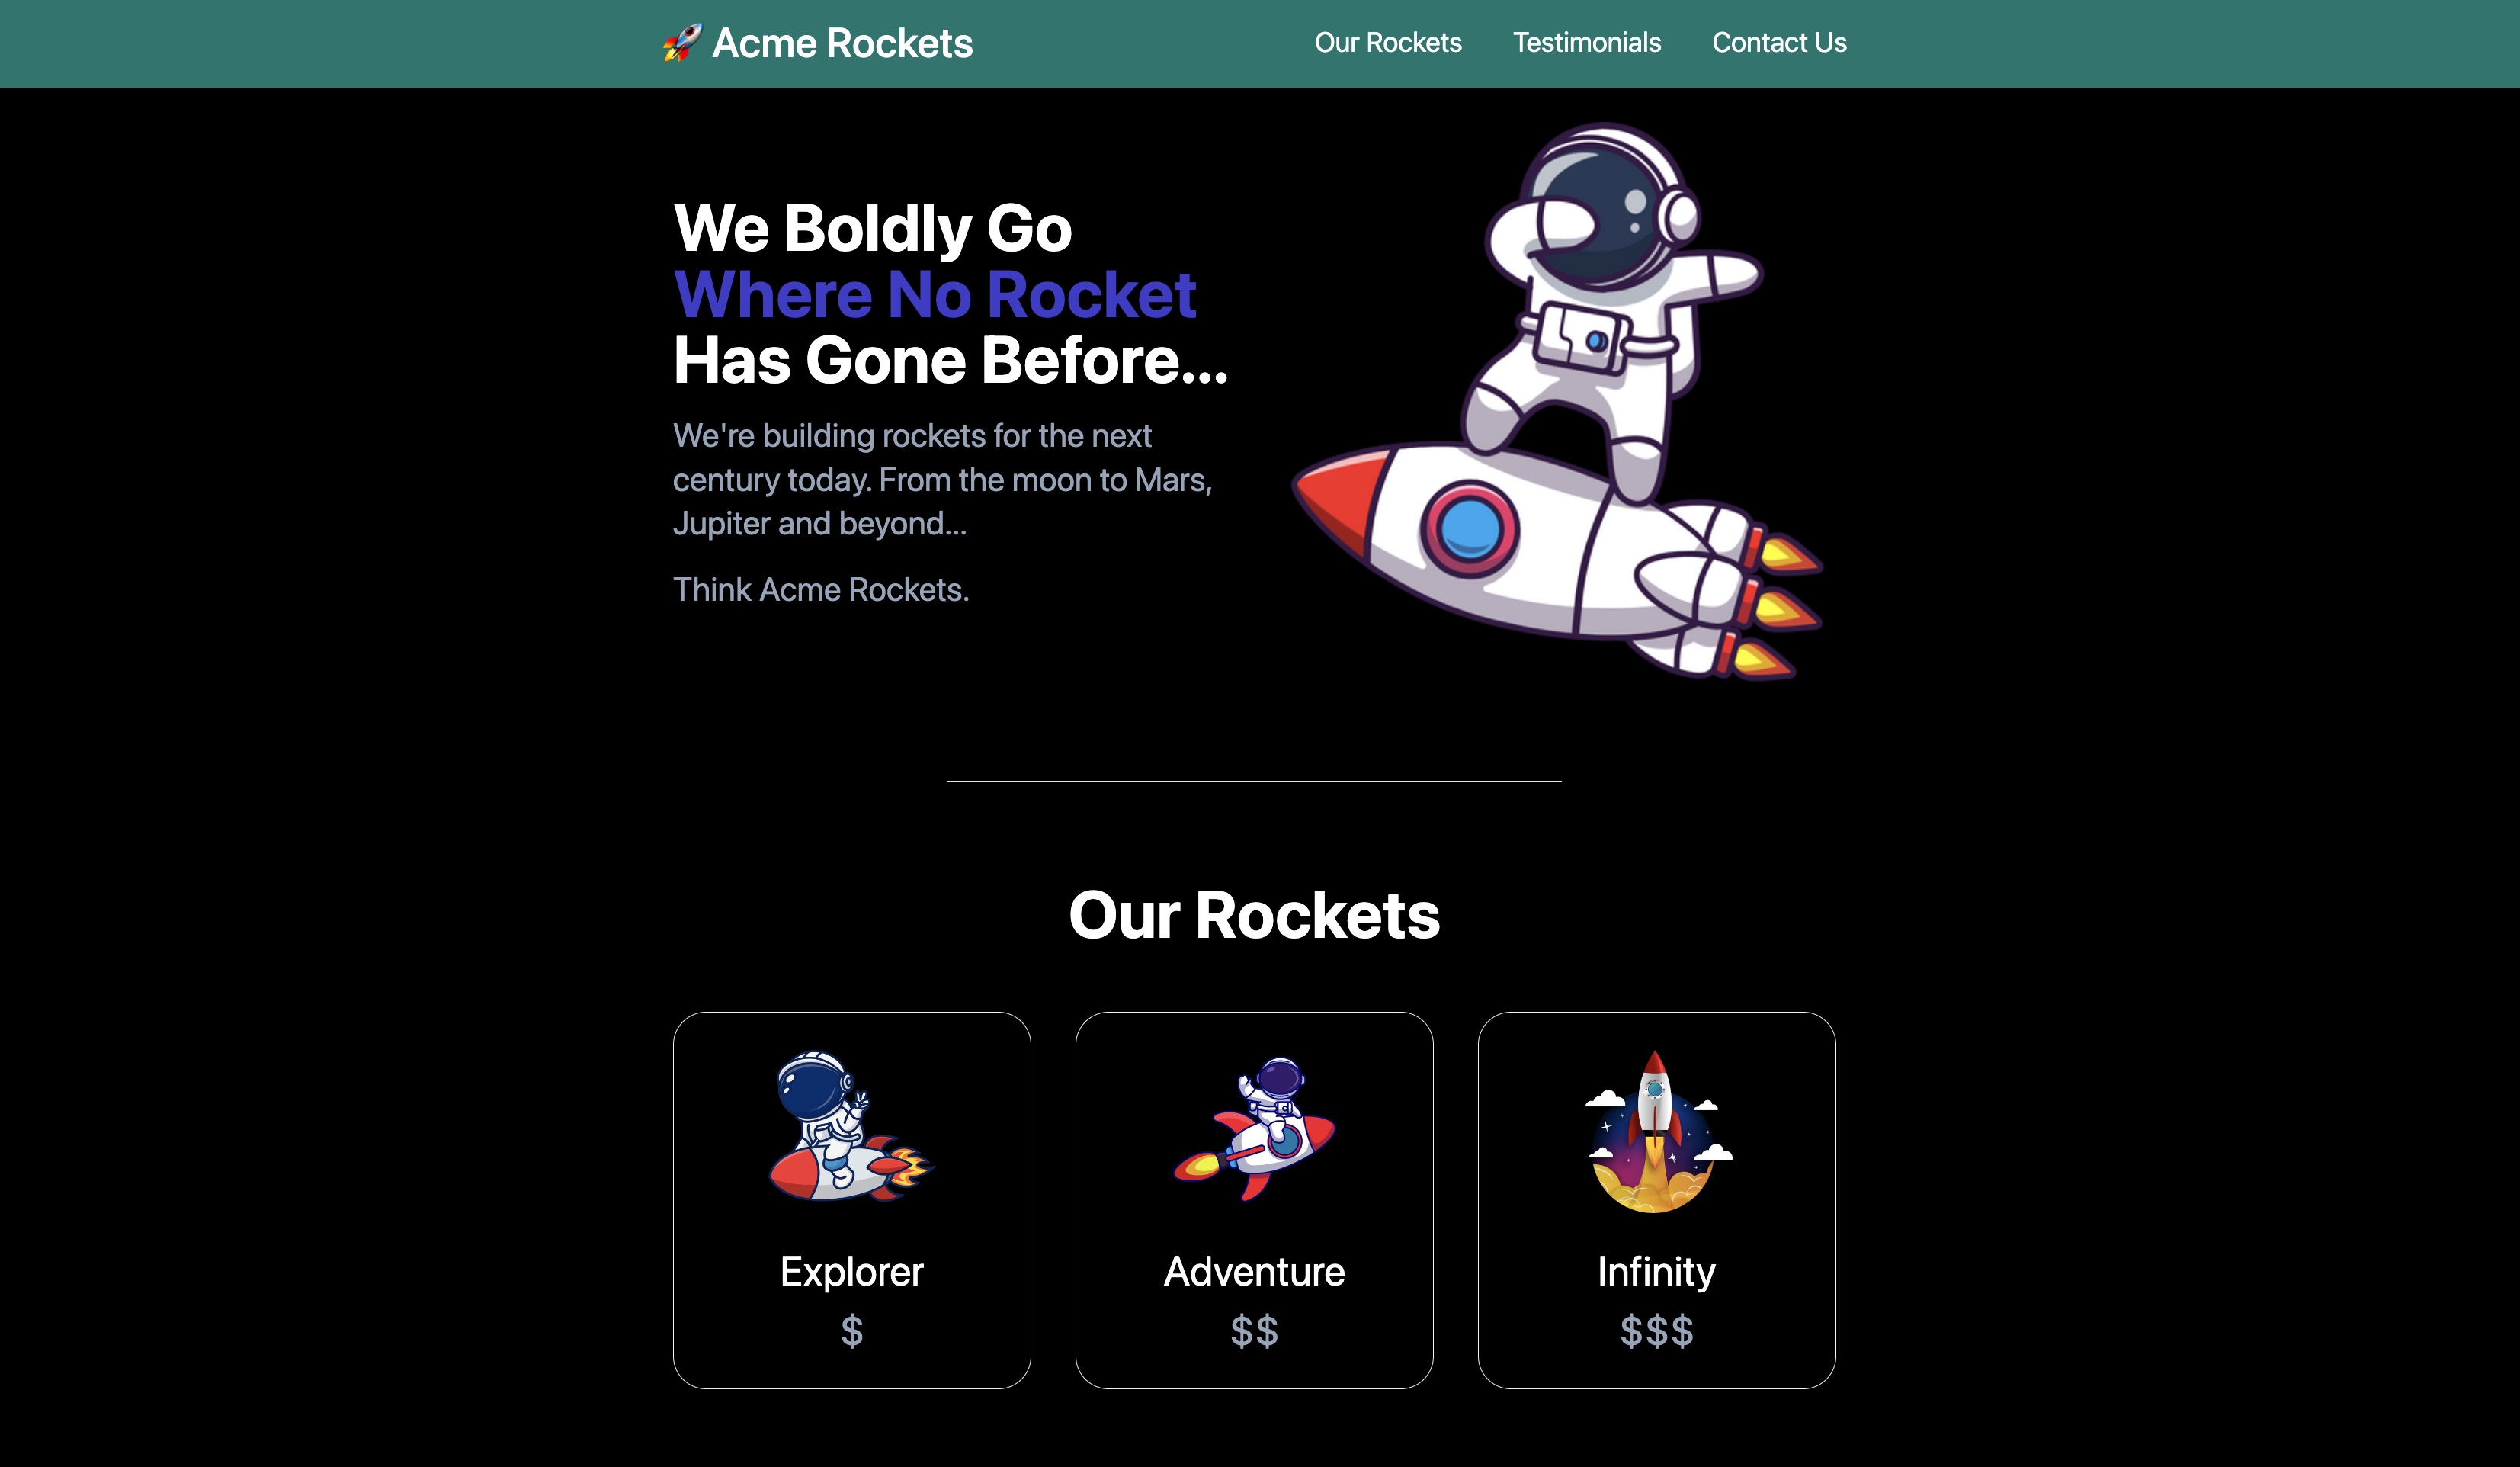 🚀 Acme Rockets
Our Rockets
Testimonials
Contact Us
We Boldly Go
Where No Rocket
Has Gone Before...
We're building rockets for the next
century today. From the moon to Mars,
Jupiter and beyond...
Think Acme Rockets.
Our Rockets
Explorer
$
Adventure
$$
Infinity
$$$